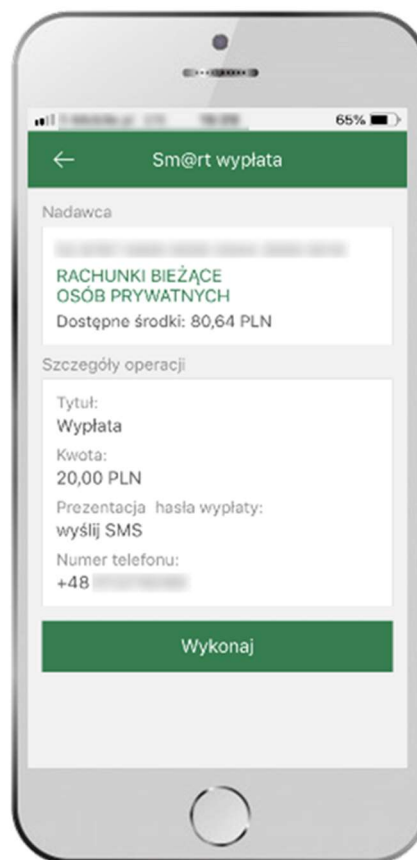 65%
Sm@rt wypłata
Nadawca
RACHUNKI BIEŻĄCE
OSÓB PRYWATNYCH
Dostępne środki: 80,64 PLN
Szczegóły operacji
Tytuł:
Wypłata
Kwota:
20,00 PLN
Prezentacja hasła wypłaty:
wyślij SMS
Numer telefonu:
+48
Wykonaj